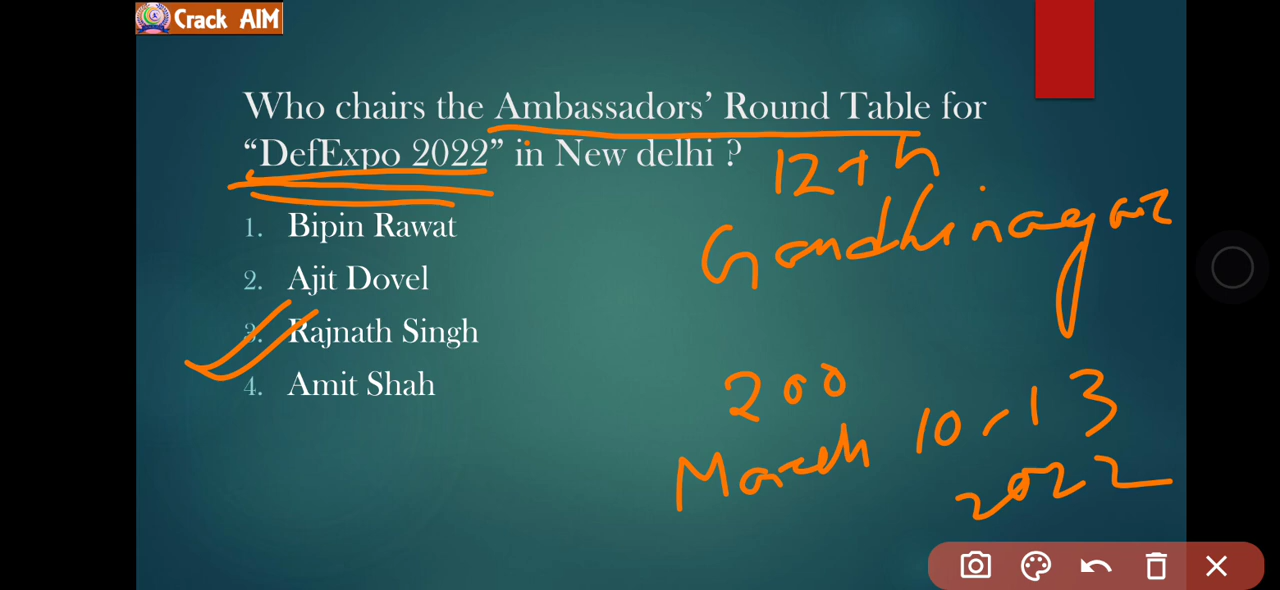 Crack AIM
Who chairs the Ambassadors' Round Table for
“DefExpo 2022” in New delhi ?
12th
Gandhinagar
1. Bipin Rawat
2. Ajit Dovel
3. Rajnath Singh
4. Amit Shah
200
March 10-13
2022